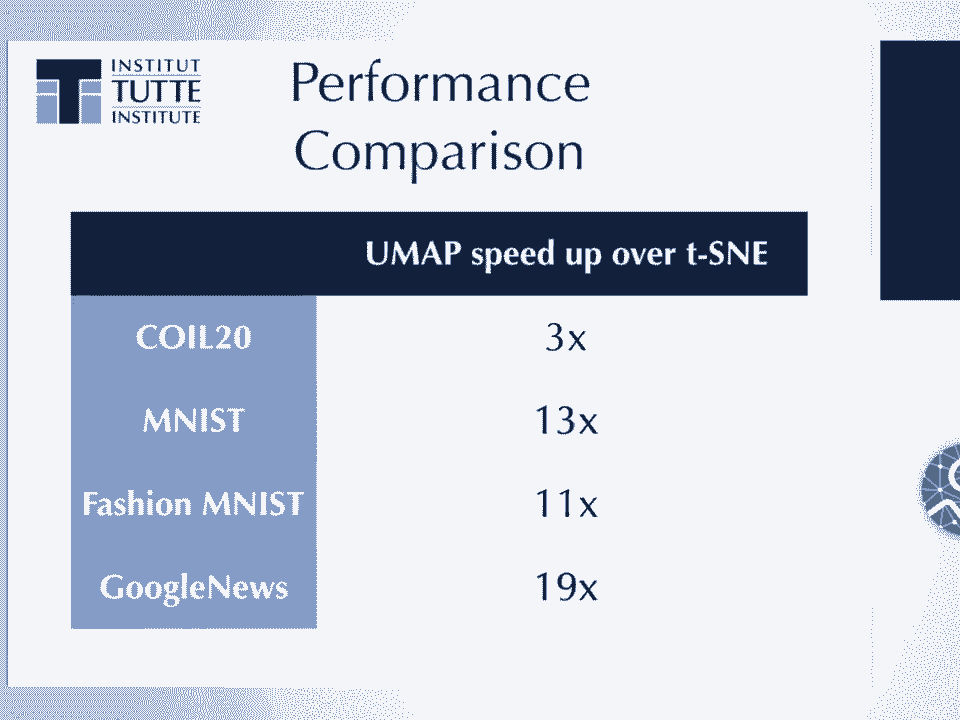 INSTITUT
TUTTE
INSTITUTE
Performance
Comparison
UMAP speed up over t-SNE
COIL20 3x
MNIST 13x
Fashion MNIST 11x
GoogleNews 19x